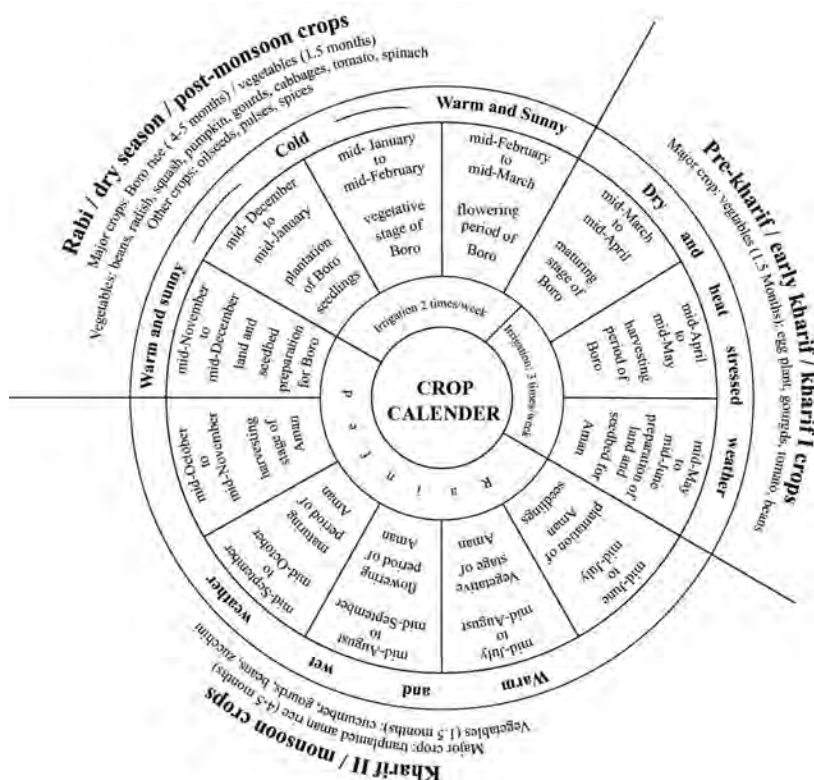 Rabi / dry season / post-monsoon crops
Major crops: Boro rice ( 4-5 months) / vegetables (1.5 months)
Vegetables: beans, radish, squash, pumpkin, gourds, cabbages, tomato, spinach
Other crops: oilseeds, pulses, spices
Warm and sunny
Cold
Warm and Sunny
mid-November
to
mid-December
land and
seedbed
preparation
for Boro
mid- December
to
mid-January
plantation
of Boro
seedlings
mid- January
to
mid-February
vegetative
stage of
Boro
mid-February
to
mid-March
flowering
period of
Boro
Pre-kharif / early kharif / kharif I crops
Major crop: vegtables (1.5 Months): egg plant, gourgds, tomato, beans
Dry and heat stressed weather
mid-March
to
mid-April
maturing
stage of
Boro
mid-April
to
mid-May
harvesting
period of
Boro
mid-May
to
mid-June
preparation of
land and
seedbed for
Aman
Kharif II / monsoon crops
Major crop: tranplamted aman rice (4-5 months)
Vegetables (1.5 months): cucumber, gourds, beans, zucchini
Warm and wet weather
mid-June
to
mid-July
plantation of
Aman
seedlings
mid-July
to
mid-August
Vegetative
stage of
Aman
mid-August
to
mid-September
flowering
period of
Aman
mid-September
to
mid-October
maturing
period of
Aman
mid-October
to
mid-November
harvesing
stage of
Aman
Irrigation 2 times/week
Irrigation: 3 times/week
Rainfed
CROP
CALENDER